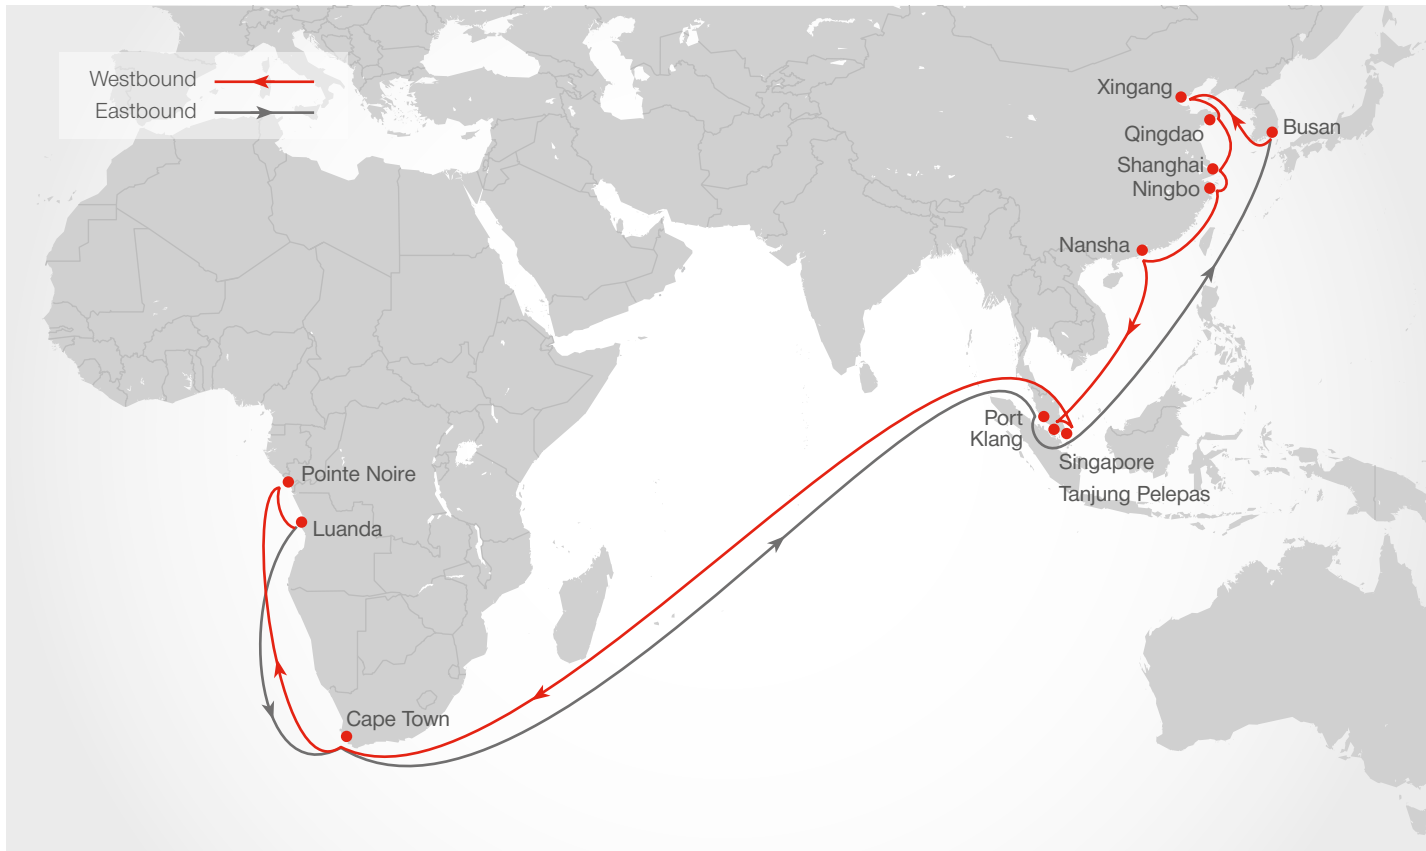 Westbound
Eastbound
Xingang
Qingdao
Busan
Shanghai
Ningbo
Nansha
Port
Klang
Singapore
Tanjung Pelepas
Pointe Noire
Luanda
Cape Town